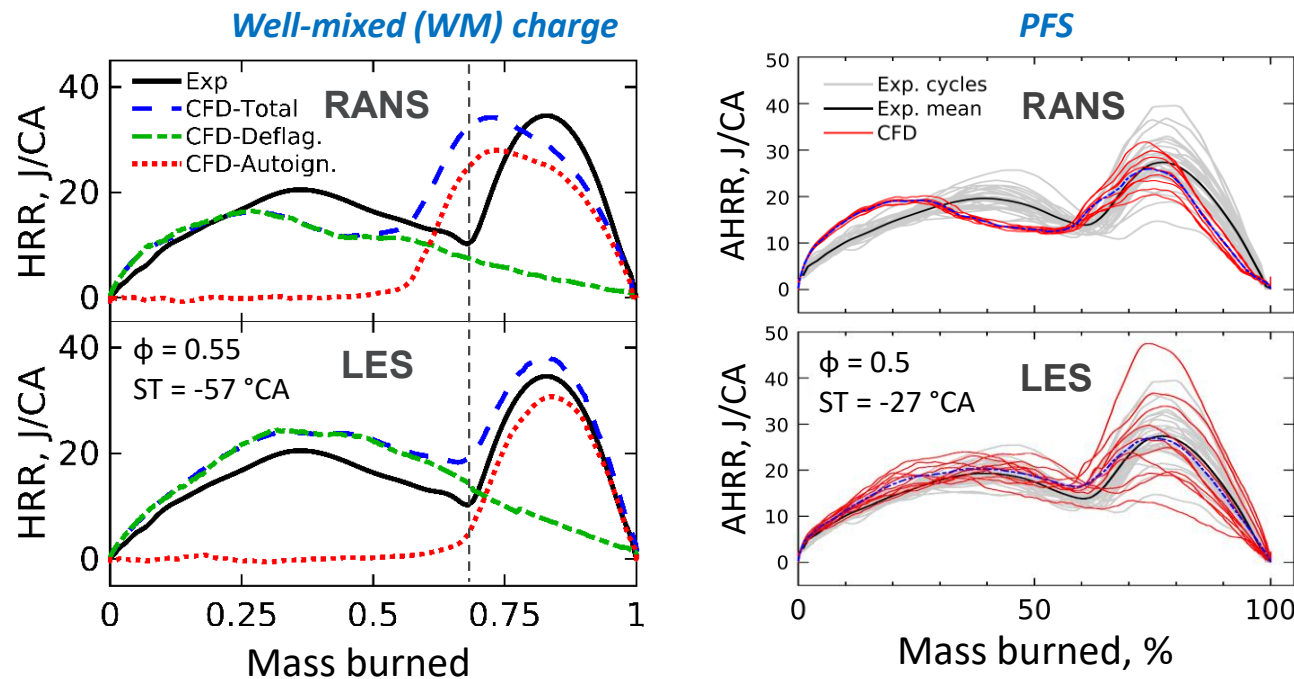 Well-mixed (WM) charge
40
20
0
HRR, J/CA
Exp
CFD-Total
CFD-Deflag.
CFD-Autoign.
RANS
40
20
0
HRR, J/CA
ϕ = 0.55
ST = -57 °CA
LES
0 0.25 0.5 0.75 1
Mass burned
PFS
50
40
30
20
10
0
AHRR, J/CA
Exp. cycles
Exp. mean
CFD
RANS
50
40
30
20
10
0
AHRR, J/CA
ϕ = 0.5
ST = -27 °CA
LES
0 50 100
Mass burned, %